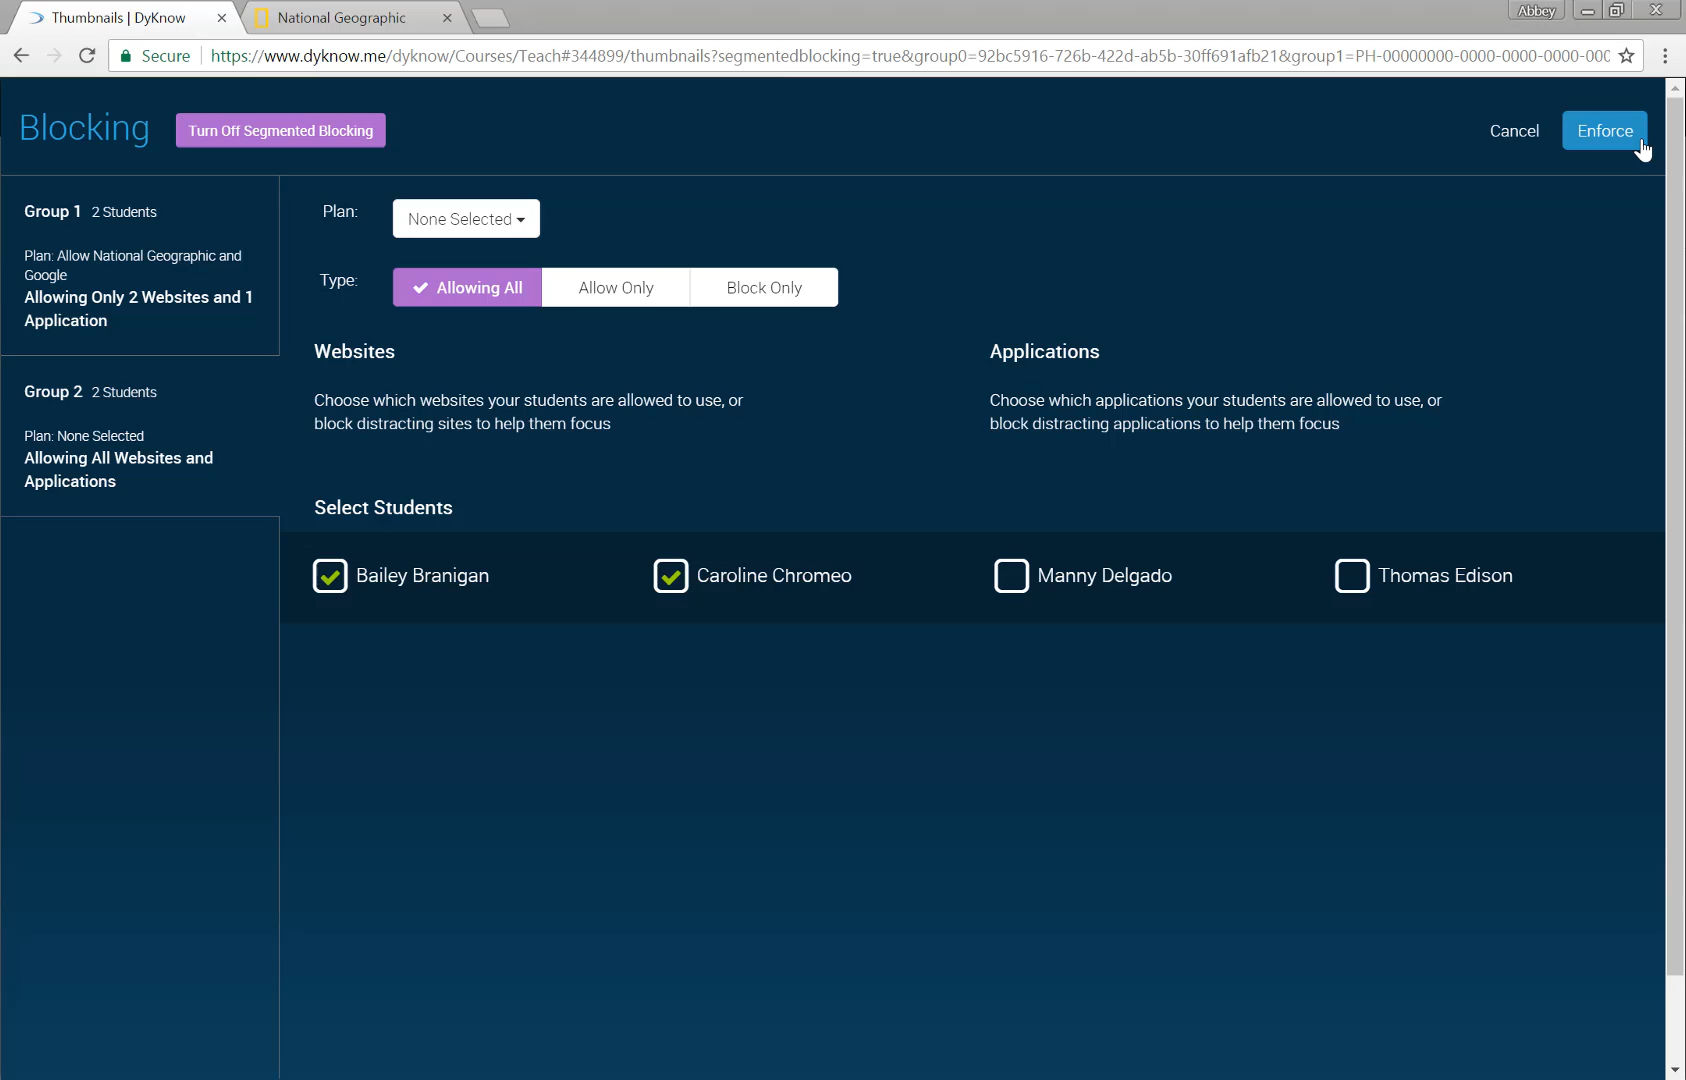 Thumbnails | DyKnow
National Geographic
Abbey
Secure
https://www.dyknow.me/dyknow/Courses/Teach#344899/thumbnails?segmentedblocking=true&group0=92bc5916-726b-422d-ab5b-30ff691afb21&group1=PH-00000000-0000-0000-0000-000
Blocking
Turn Off Segmented Blocking
Cancel
Enforce
Group 1 2 Students
Plan: Allow National Geographic and
Google
Allowing Only 2 Websites and 1
Application
Group 2 2 Students
Plan: None Selected
Allowing All Websites and
Applications
Plan:
None Selected
Type:
Allowing All
Allow Only
Block Only
Websites
Choose which websites your students are allowed to use, or
block distracting sites to help them focus
Applications
Choose which applications your students are allowed to use, or
block distracting applications to help them focus
Select Students
Bailey Branigan
Caroline Chromeo
Manny Delgado
Thomas Edison